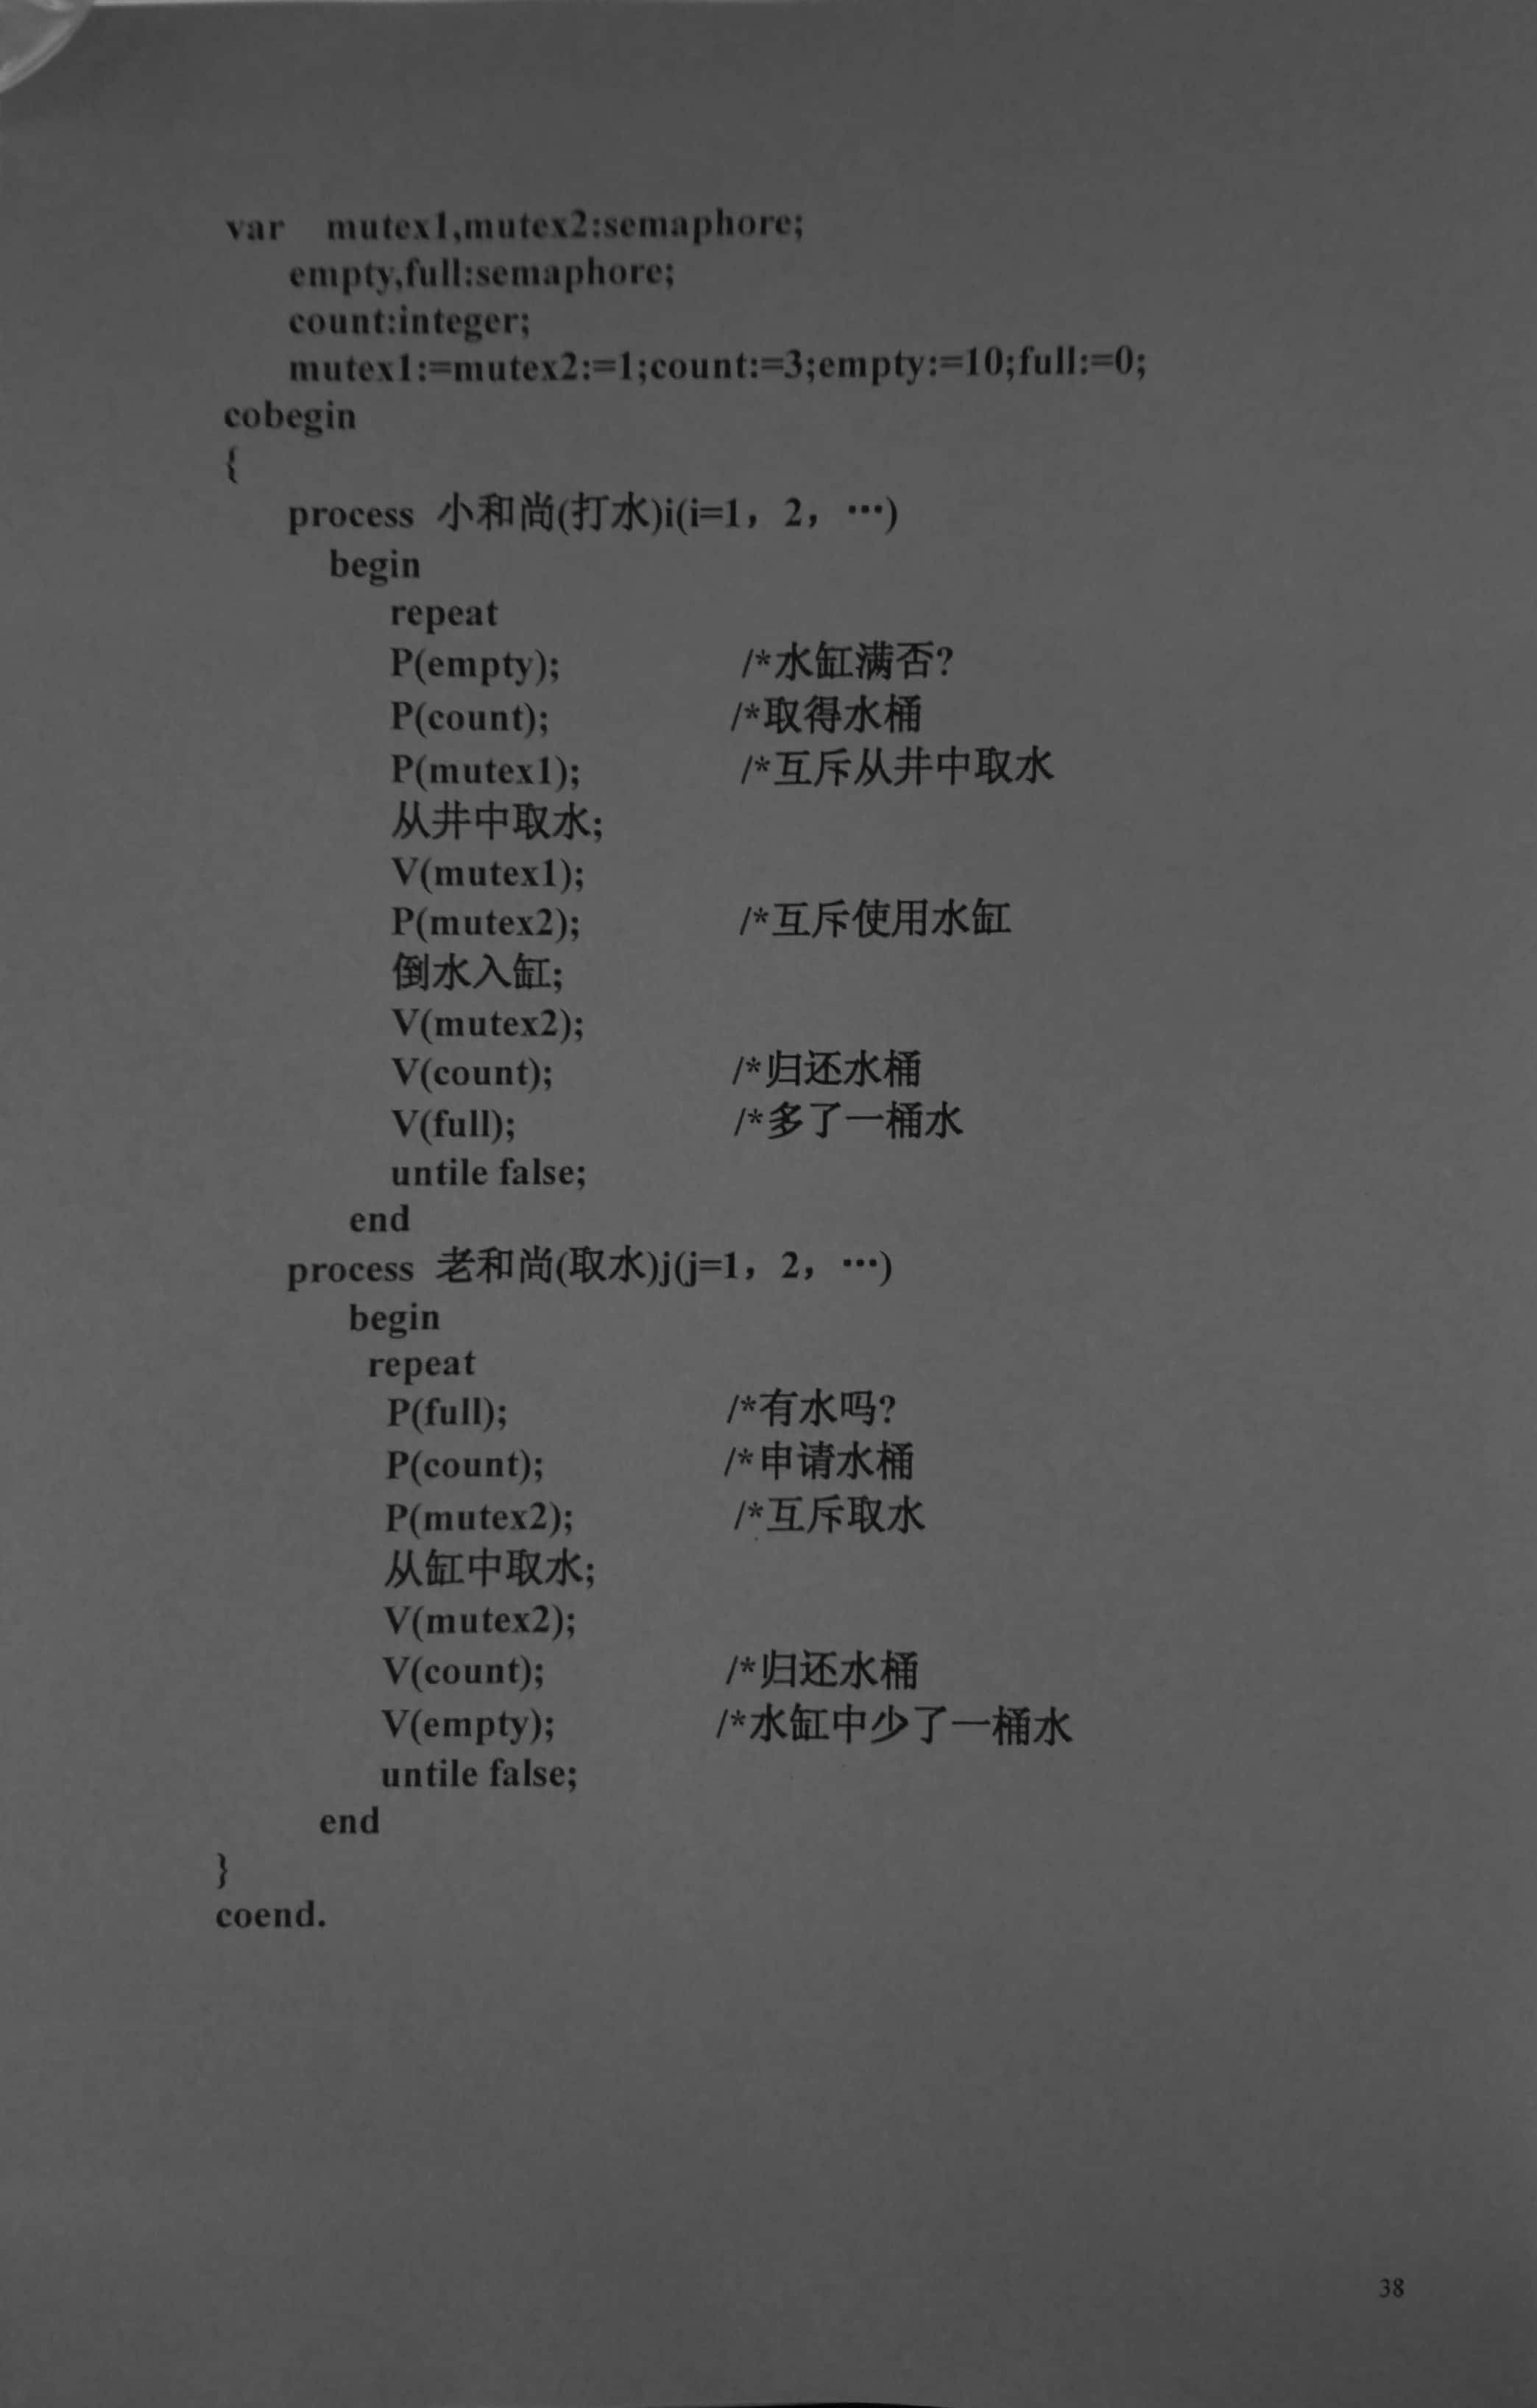 var mutex1,mutex2:semaphore;
empty,full:semaphore;
count:integer;
mutex1:=mutex2:=1;count:=3;empty:=10;full:=0;
cobegin
{
process 小和尚(打水)i(i=1，2，…)
begin
repeat
P(empty); /*水缸满否?
P(count); /*取得水桶
P(mutex1); /*互斥从井中取水
从井中取水;
V(mutex1);
P(mutex2); /*互斥使用水缸
倒水入缸;
V(mutex2);
V(count); /*归还水桶
V(full); /*多了一桶水
untile false;
end
process 老和尚(取水)j(j=1，2，…)
begin
repeat
P(full); /*有水吗?
P(count); /*申请水桶
P(mutex2); /*互斥取水
从缸中取水;
V(mutex2);
V(count); /*归还水桶
V(empty); /*水缸中少了一桶水
untile false;
end
}
coend.
38